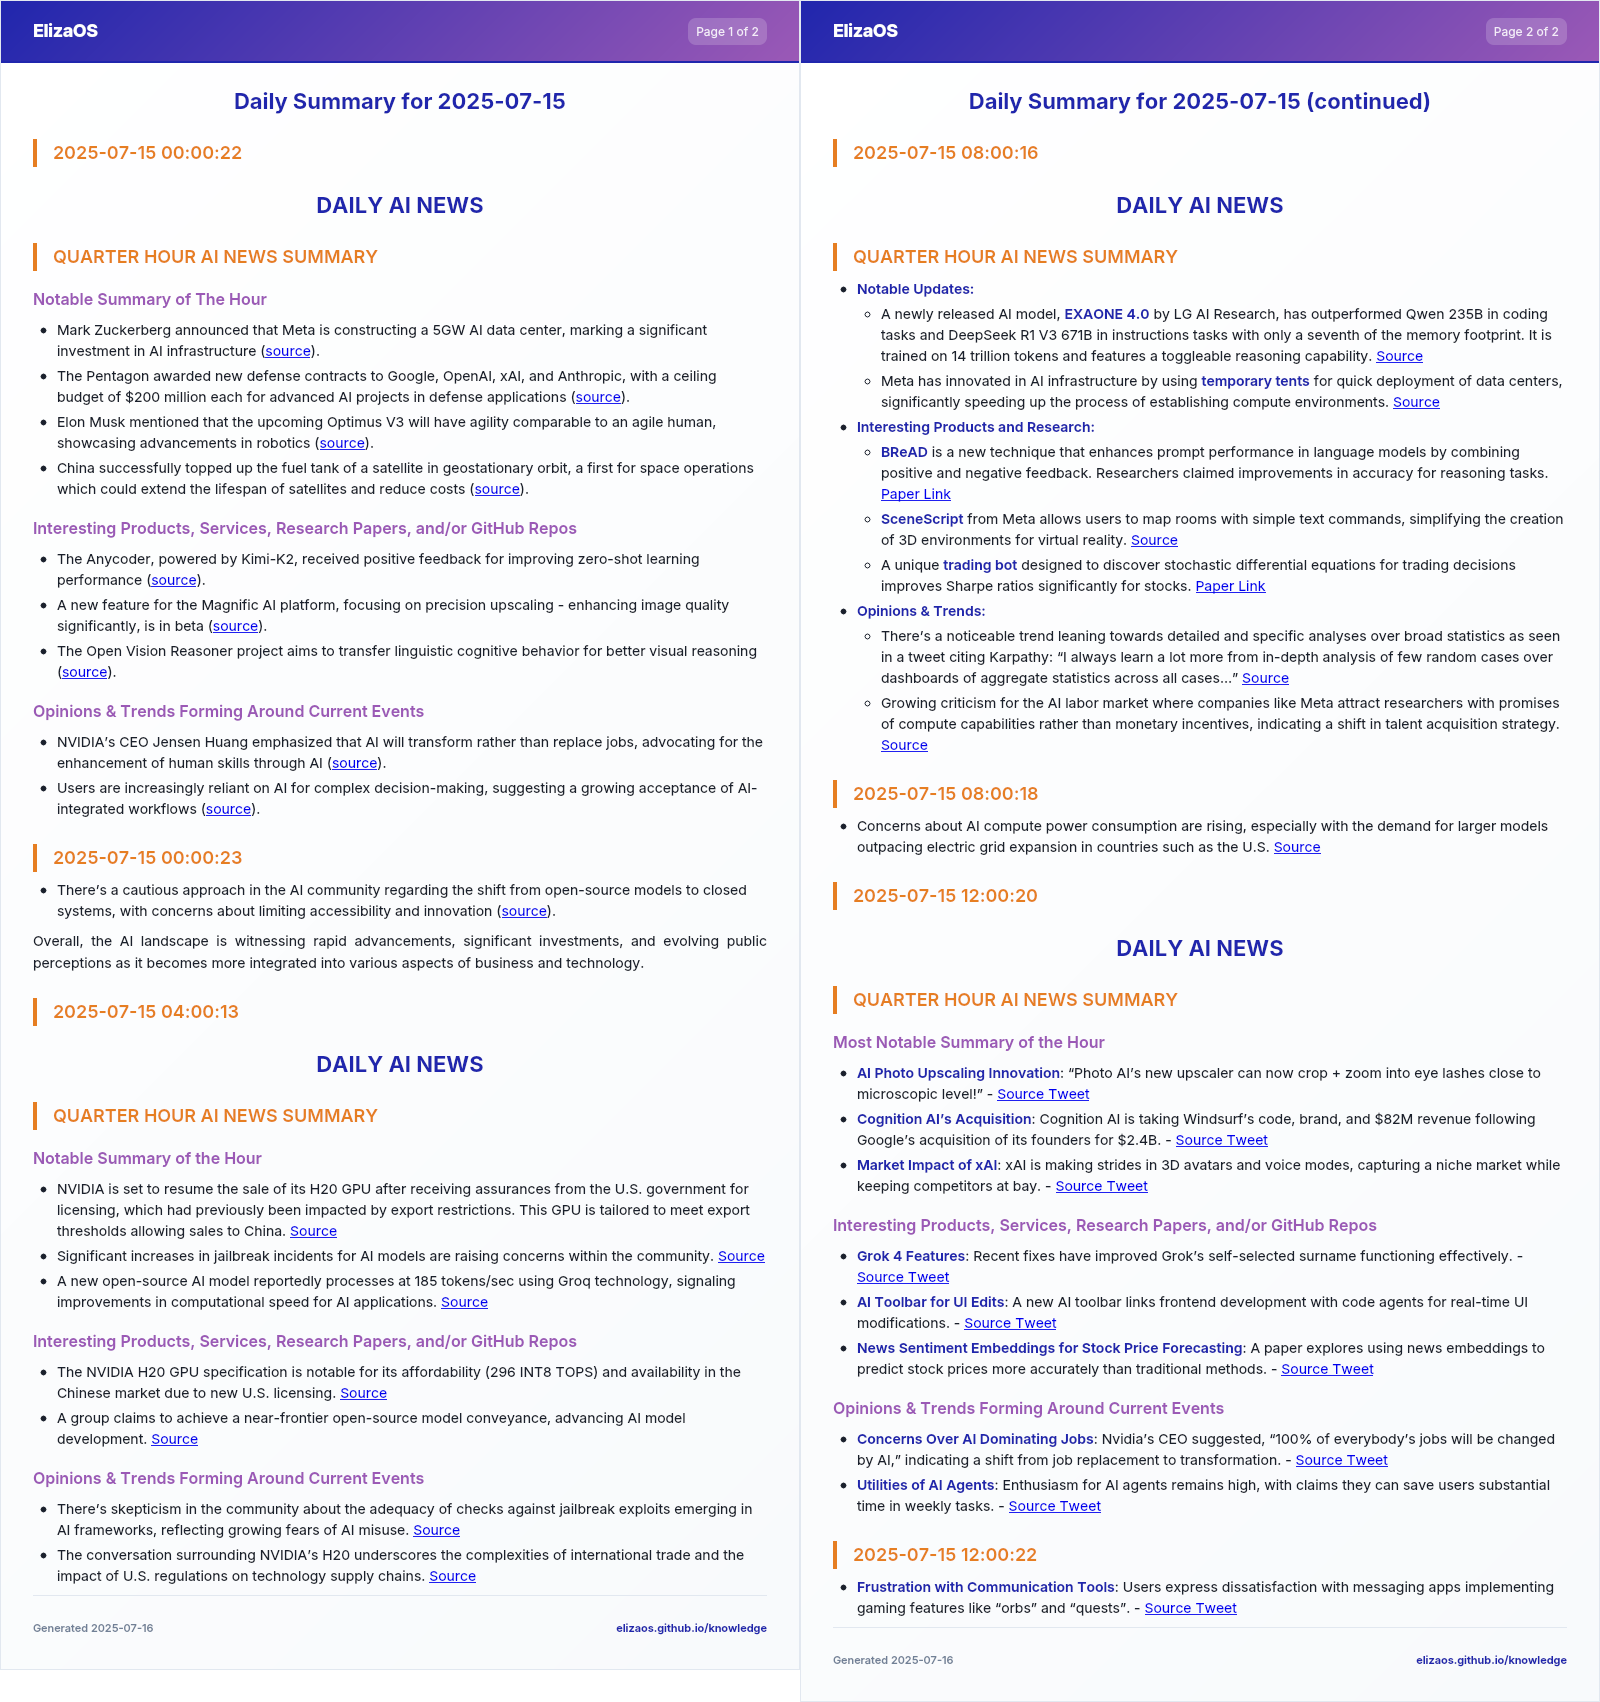 ElizaOS
Page 1 of 2
Daily Summary for 2025-07-15
2025-07-15 00:00:22
DAILY AI NEWS
QUARTER HOUR AI NEWS SUMMARY
Notable Summary of The Hour
• Mark Zuckerberg announced that Meta is constructing a 5GW AI data center, marking a significant
investment in AI infrastructure (source).
• The Pentagon awarded new defense contracts to Google, OpenAI, xAI, and Anthropic, with a ceiling
budget of $200 million each for advanced AI projects in defense applications (source).
• Elon Musk mentioned that the upcoming Optimus V3 will have agility comparable to an agile human,
showcasing advancements in robotics (source).
• China successfully topped up the fuel tank of a satellite in geostationary orbit, a first for space operations
which could extend the lifespan of satellites and reduce costs (source).
Interesting Products, Services, Research Papers, and/or GitHub Repos
• The Anycoder, powered by Kimi-K2, received positive feedback for improving zero-shot learning
performance (source).
• A new feature for the Magnific AI platform, focusing on precision upscaling - enhancing image quality
significantly, is in beta (source).
• The Open Vision Reasoner project aims to transfer linguistic cognitive behavior for better visual reasoning
(source).
Opinions & Trends Forming Around Current Events
• NVIDIA’s CEO Jensen Huang emphasized that AI will transform rather than replace jobs, advocating for the
enhancement of human skills through AI (source).
• Users are increasingly reliant on AI for complex decision-making, suggesting a growing acceptance of AI-
integrated workflows (source).
2025-07-15 00:00:23
• There’s a cautious approach in the AI community regarding the shift from open-source models to closed
systems, with concerns about limiting accessibility and innovation (source).
Overall, the AI landscape is witnessing rapid advancements, significant investments, and evolving public
perceptions as it becomes more integrated into various aspects of business and technology.
2025-07-15 04:00:13
DAILY AI NEWS
QUARTER HOUR AI NEWS SUMMARY
Notable Summary of the Hour
• NVIDIA is set to resume the sale of its H20 GPU after receiving assurances from the U.S. government for
licensing, which had previously been impacted by export restrictions. This GPU is tailored to meet export
thresholds allowing sales to China. Source
• Significant increases in jailbreak incidents for AI models are raising concerns within the community. Source
• A new open-source AI model reportedly processes at 185 tokens/sec using Groq technology, signaling
improvements in computational speed for AI applications. Source
Interesting Products, Services, Research Papers, and/or GitHub Repos
• The NVIDIA H20 GPU specification is notable for its affordability (296 INT8 TOPS) and availability in the
Chinese market due to new U.S. licensing. Source
• A group claims to achieve a near-frontier open-source model conveyance, advancing AI model
development. Source
Opinions & Trends Forming Around Current Events
• There’s skepticism in the community about the adequacy of checks against jailbreak exploits emerging in
AI frameworks, reflecting growing fears of AI misuse. Source
• The conversation surrounding NVIDIA’s H20 underscores the complexities of international trade and the
impact of U.S. regulations on technology supply chains. Source
Generated 2025-07-16
elizaos.github.io/knowledge
ElizaOS
Page 2 of 2
Daily Summary for 2025-07-15 (continued)
2025-07-15 08:00:16
DAILY AI NEWS
QUARTER HOUR AI NEWS SUMMARY
• Notable Updates:
◦ A newly released AI model, EXAONE 4.0 by LG AI Research, has outperformed Qwen 235B in coding
tasks and DeepSeek R1 V3 671B in instructions tasks with only a seventh of the memory footprint. It is
trained on 14 trillion tokens and features a toggleable reasoning capability. Source
◦ Meta has innovated in AI infrastructure by using temporary tents for quick deployment of data centers,
significantly speeding up the process of establishing compute environments. Source
• Interesting Products and Research:
◦ BReAD is a new technique that enhances prompt performance in language models by combining
positive and negative feedback. Researchers claimed improvements in accuracy for reasoning tasks.
Paper Link
◦ SceneScript from Meta allows users to map rooms with simple text commands, simplifying the creation
of 3D environments for virtual reality. Source
◦ A unique trading bot designed to discover stochastic differential equations for trading decisions
improves Sharpe ratios significantly for stocks. Paper Link
• Opinions & Trends:
◦ There’s a noticeable trend leaning towards detailed and specific analyses over broad statistics as seen
in a tweet citing Karpathy: “I always learn a lot more from in-depth analysis of few random cases over
dashboards of aggregate statistics across all cases…” Source
◦ Growing criticism for the AI labor market where companies like Meta attract researchers with promises
of compute capabilities rather than monetary incentives, indicating a shift in talent acquisition strategy.
Source
2025-07-15 08:00:18
• Concerns about AI compute power consumption are rising, especially with the demand for larger models
outpacing electric grid expansion in countries such as the U.S. Source
2025-07-15 12:00:20
DAILY AI NEWS
QUARTER HOUR AI NEWS SUMMARY
Most Notable Summary of the Hour
• AI Photo Upscaling Innovation: “Photo AI’s new upscaler can now crop + zoom into eye lashes close to
microscopic level!” - Source Tweet
• Cognition AI’s Acquisition: Cognition AI is taking Windsurf’s code, brand, and $82M revenue following
Google’s acquisition of its founders for $2.4B. - Source Tweet
• Market Impact of xAI: xAI is making strides in 3D avatars and voice modes, capturing a niche market while
keeping competitors at bay. - Source Tweet
Interesting Products, Services, Research Papers, and/or GitHub Repos
• Grok 4 Features: Recent fixes have improved Grok’s self-selected surname functioning effectively. -
Source Tweet
• AI Toolbar for UI Edits: A new AI toolbar links frontend development with code agents for real-time UI
modifications. - Source Tweet
• News Sentiment Embeddings for Stock Price Forecasting: A paper explores using news embeddings to
predict stock prices more accurately than traditional methods. - Source Tweet
Opinions & Trends Forming Around Current Events
• Concerns Over AI Dominating Jobs: Nvidia’s CEO suggested, “100% of everybody’s jobs will be changed
by AI,” indicating a shift from job replacement to transformation. - Source Tweet
• Utilities of AI Agents: Enthusiasm for AI agents remains high, with claims they can save users substantial
time in weekly tasks. - Source Tweet
2025-07-15 12:00:22
• Frustration with Communication Tools: Users express dissatisfaction with messaging apps implementing
gaming features like “orbs” and “quests”. - Source Tweet
Generated 2025-07-16
elizaos.github.io/knowledge